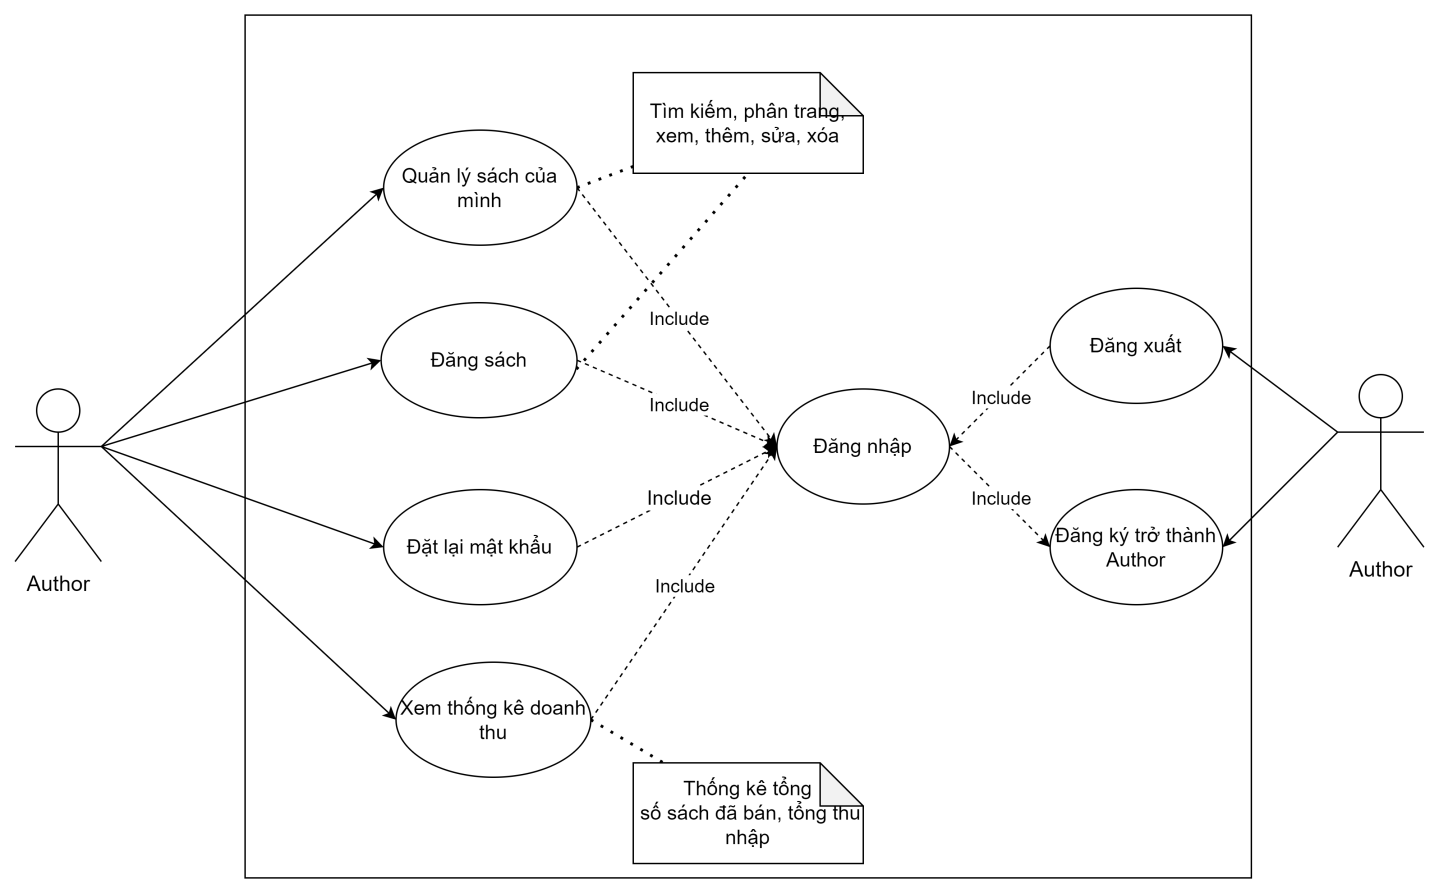 Tìm kiếm, phân trang,
xem, thêm, sửa, xóa
Quản lý sách của
mình
Include
Đăng sách
Include
Đăng xuất
Include
Đăng nhập
Author
Include
Include
Đặt lại mật khẩu
Đăng ký trở thành
Author
Author
Include
Xem thống kê doanh
thu
Thống kê tổng
số sách đã bán, tổng thu
nhập